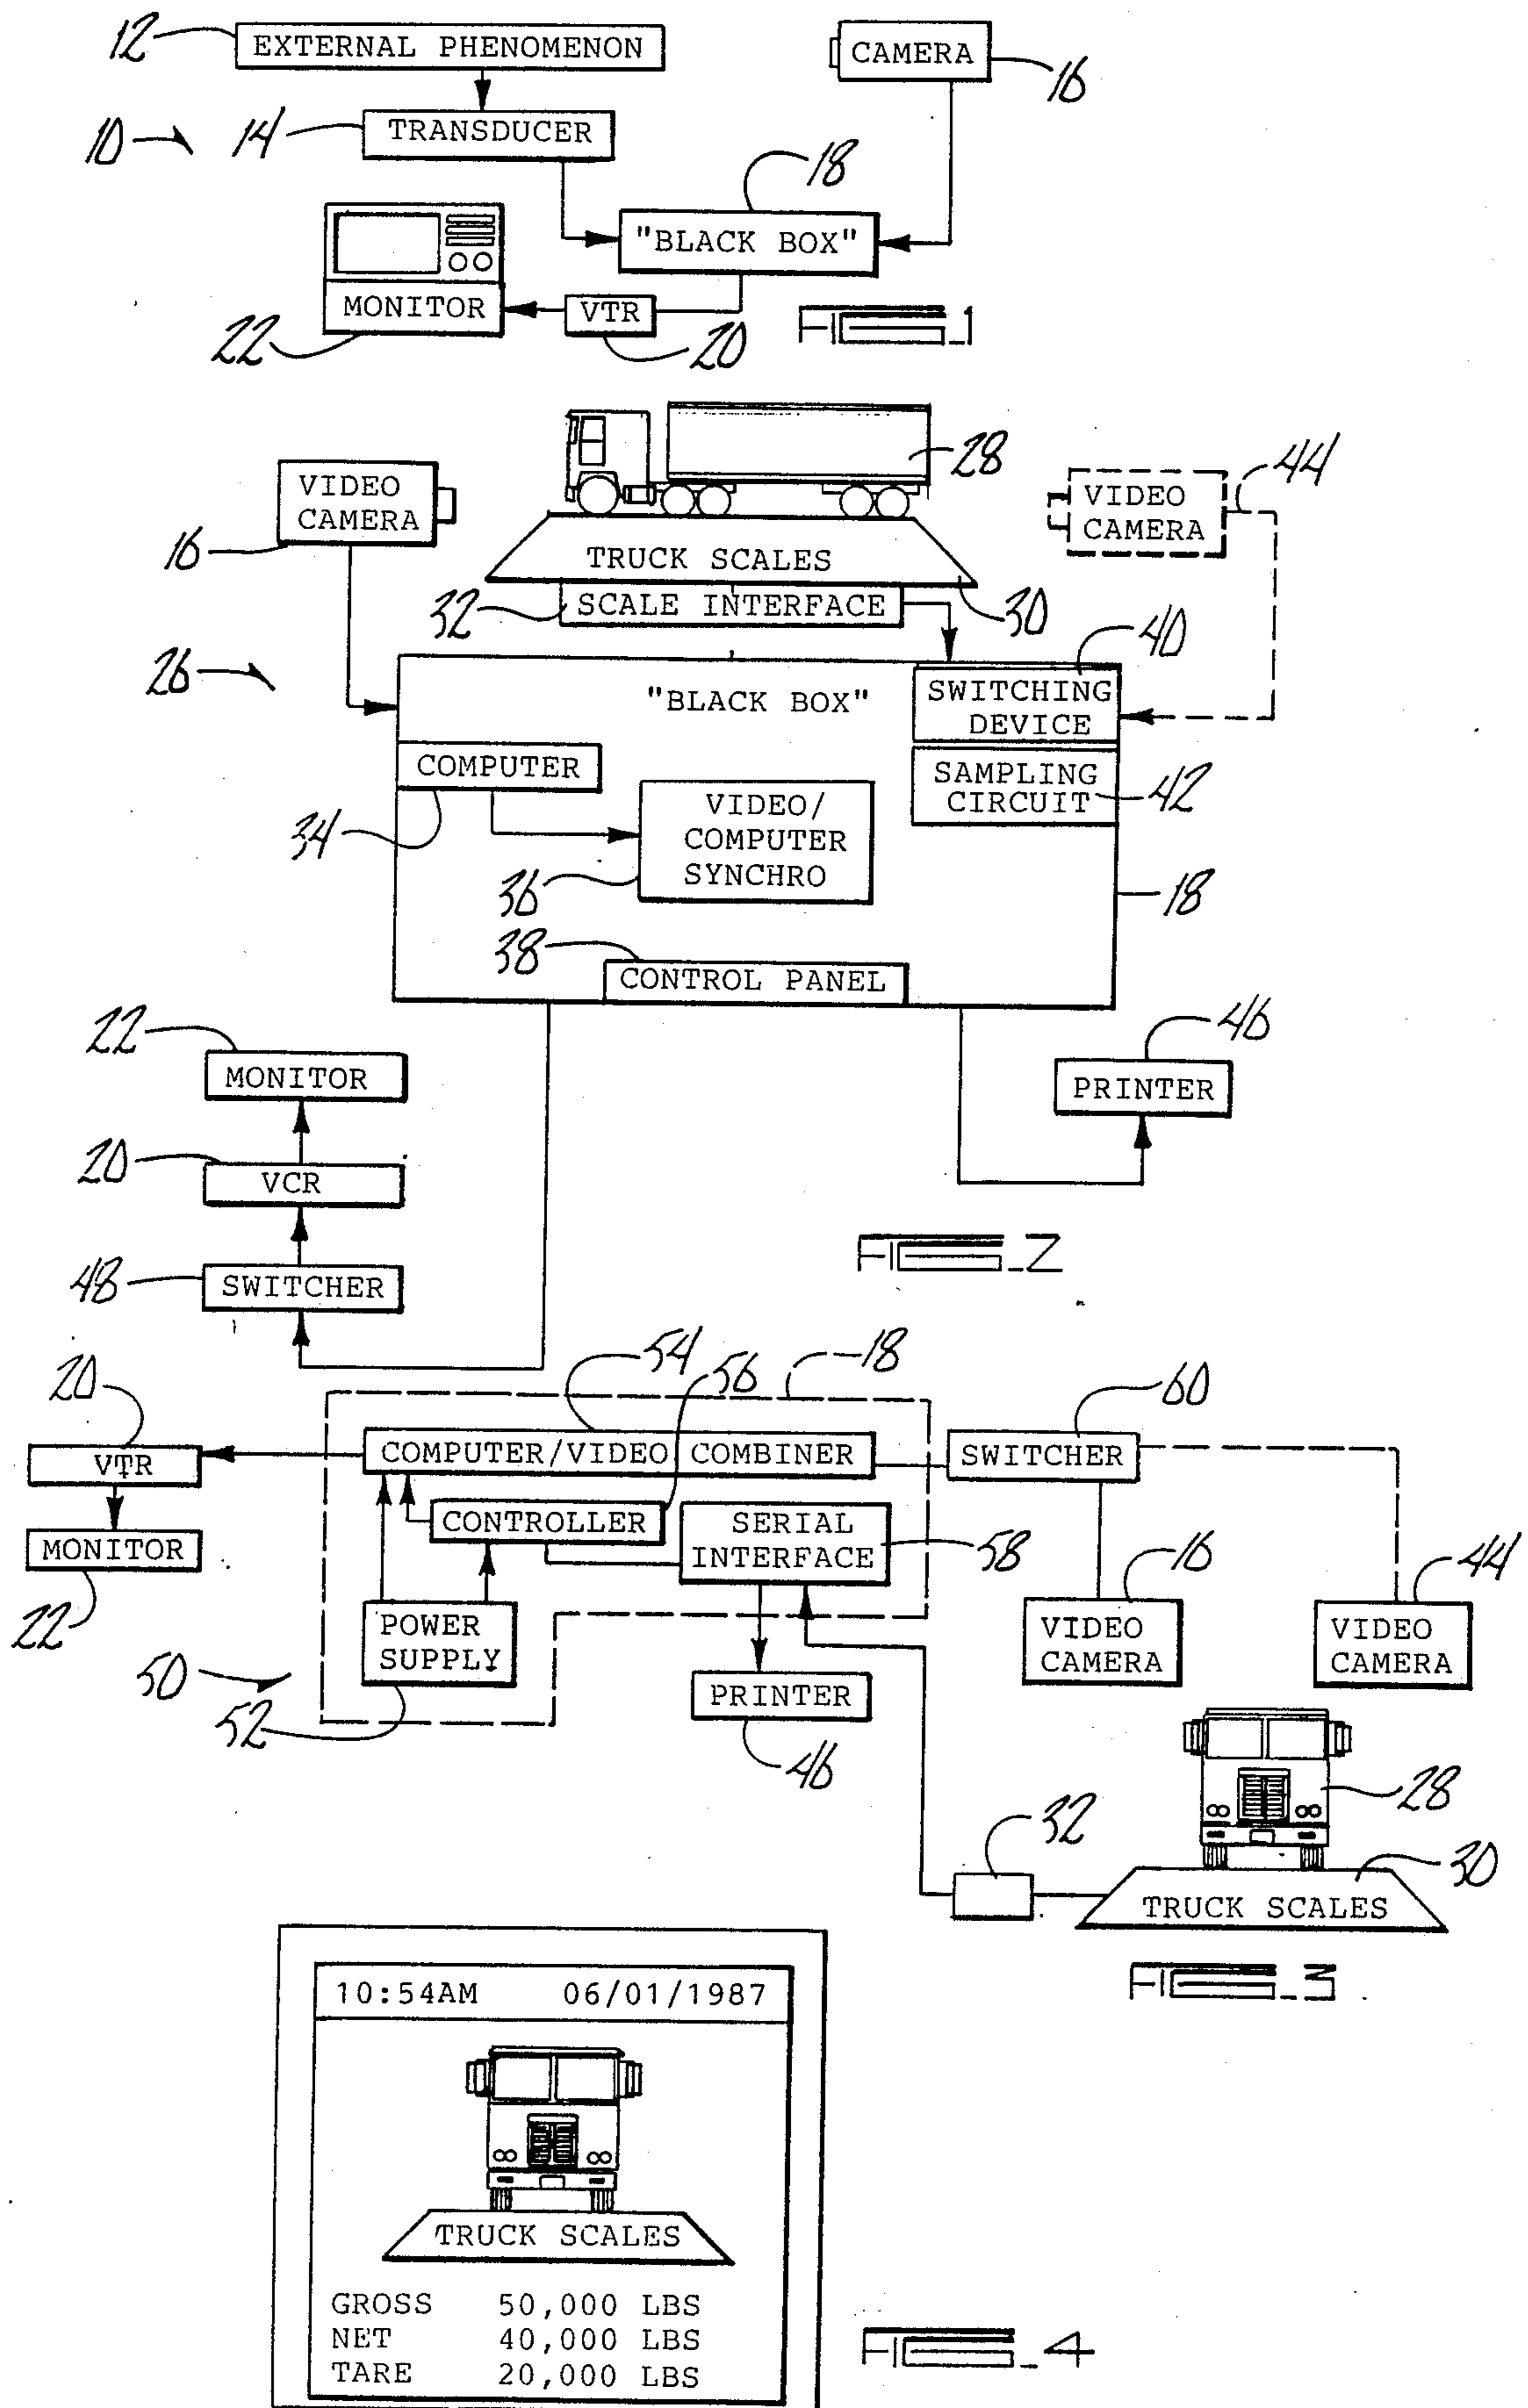 12
EXTERNAL PHENOMENON
CAMERA
16
10
14
TRANSDUCER
18
"BLACK BOX"
MONITOR
VTR
22
20
FIG_1
28
VIDEO
CAMERA
16
VIDEO
CAMERA
44
TRUCK SCALES
32
SCALE INTERFACE
30
40
26
"BLACK BOX"
SWITCHING
DEVICE
COMPUTER
SAMPLING
CIRCUIT
42
34
VIDEO/
COMPUTER
SYNCHRO
36
18
38
CONTROL PANEL
22
MONITOR
46
PRINTER
20
VCR
FIG_2
48
SWITCHER
54
18
56
20
60
VTR
COMPUTER/VIDEO COMBINER
SWITCHER
CONTROLLER
SERIAL
INTERFACE
58
MONITOR
22
16
44
POWER
SUPPLY
VIDEO
CAMERA
VIDEO
CAMERA
50
52
PRINTER
46
28
32
30
TRUCK SCALES
FIG_3
10:54AM 06/01/1987
TRUCK SCALES
GROSS 50,000 LBS
NET 40,000 LBS
TARE 20,000 LBS
FIG_4